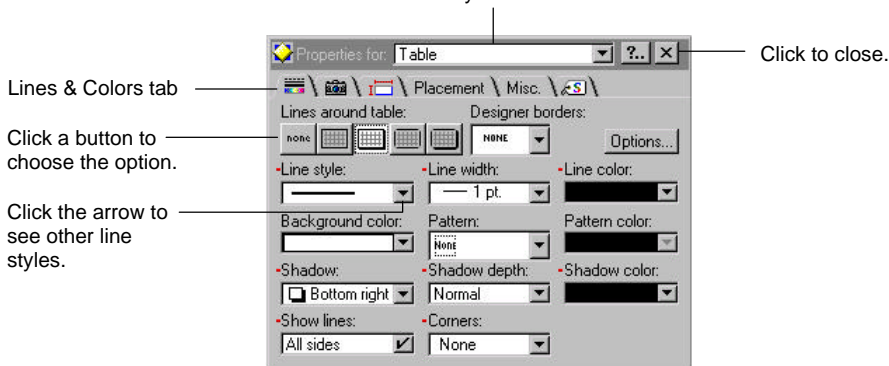 Properties for: Table
?..
Click to close.
Lines & Colors tab
Placement
Misc.
S
Lines around table:
Designer borders:
Click a button to
choose the option.
none
NONE
Options...
Line style:
Line width:
Line color:
1 pt.
Click the arrow to
see other line
styles.
Background color:
Pattern:
Pattern color:
None
Shadow:
Shadow depth:
Shadow color:
Bottom right
Normal
Show lines:
Corners:
All sides
None